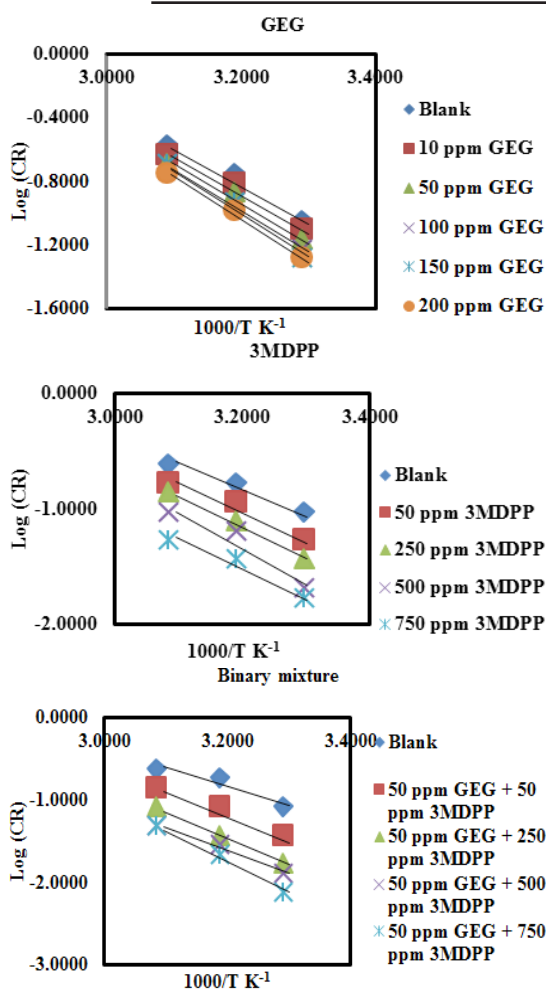 GEG
0.0000
3.0000 3.2000 3.4000
-0.4000
-0.8000
-1.2000
-1.6000
Log (CR)
1000/T K-1
Blank
10 ppm GEG
50 ppm GEG
100 ppm GEG
150 ppm GEG
200 ppm GEG
3MDPP
0.0000
3.0000 3.2000 3.4000
-1.0000
-2.0000
Log (CR)
1000/T K-1
Blank
50 ppm 3MDPP
250 ppm 3MDPP
500 ppm 3MDPP
750 ppm 3MDPP
Binary mixture
0.0000
3.0000 3.2000 3.4000
-1.0000
-2.0000
-3.0000
Log (CR)
1000/T K-1
Blank
50 ppm GEG + 50
ppm 3MDPP
50 ppm GEG + 250
ppm 3MDPP
50 ppm GEG + 500
ppm 3MDPP
50 ppm GEG + 750
ppm 3MDPP